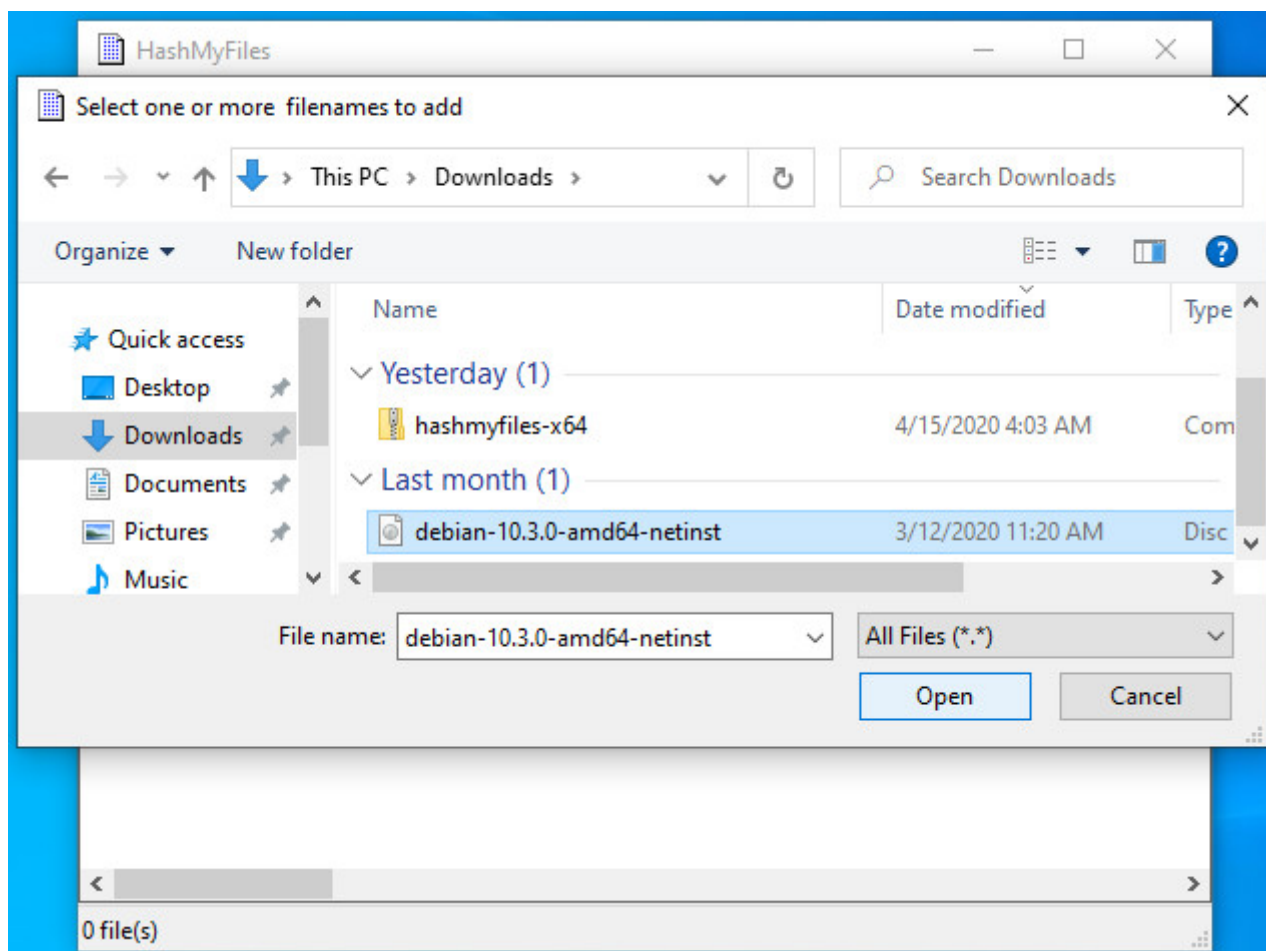 HashMyFiles
Select one or more filenames to add
This PC > Downloads >
Search Downloads
Organize
New folder
Name
Date modified
Type
Quick access
Desktop
Downloads
Documents
Pictures
Music
Yesterday (1)
hashmyfiles-x64
4/15/2020 4:03 AM
Com
Last month (1)
debian-10.3.0-amd64-netinst
3/12/2020 11:20 AM
Disc
File name:
debian-10.3.0-amd64-netinst
All Files (*.*)
Open
Cancel
0 file(s)